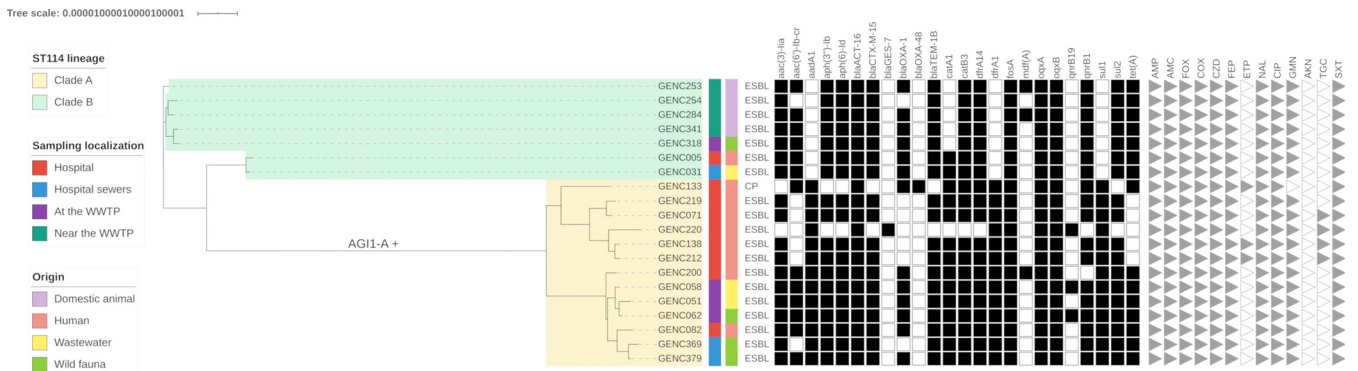 Tree scale: 0.00001000010000100001
ST114 lineage
Clade A
Clade B
Sampling localization
Hospital
Hospital sewers
At the WWTP
Near the WWTP
Origin
Domestic animal
Human
Wastewater
Wild fauna
AGI1-A +
aac(3)-IIa
aac(6')-Ib-cr
aadA1
aph(3'')-Ib
aph(6)-Id
blaACT-16
blaCTX-M-15
blaGES-7
blaOXA-1
blaOXA-48
blaTEM-1B
catA1
catB3
dfrA14
dfrA1
fosA
mdf(A)
oqxA
oqxB
qnrB19
qnrB1
sul1
sul2
tet(A)
AMP
AMC
FOX
COX
CZD
FEP
ETP
NAL
CIP
GMN
AKN
TGC
SXT
GENC253 ESBL
GENC254 ESBL
GENC284 ESBL
GENC341 ESBL
GENC318 ESBL
GENC005 ESBL
GENC031 ESBL
GENC133 CP
GENC219 ESBL
GENC071 ESBL
GENC220 ESBL
GENC138 ESBL
GENC212 ESBL
GENC200 ESBL
GENC058 ESBL
GENC051 ESBL
GENC062 ESBL
GENC082 ESBL
GENC369 ESBL
GENC379 ESBL